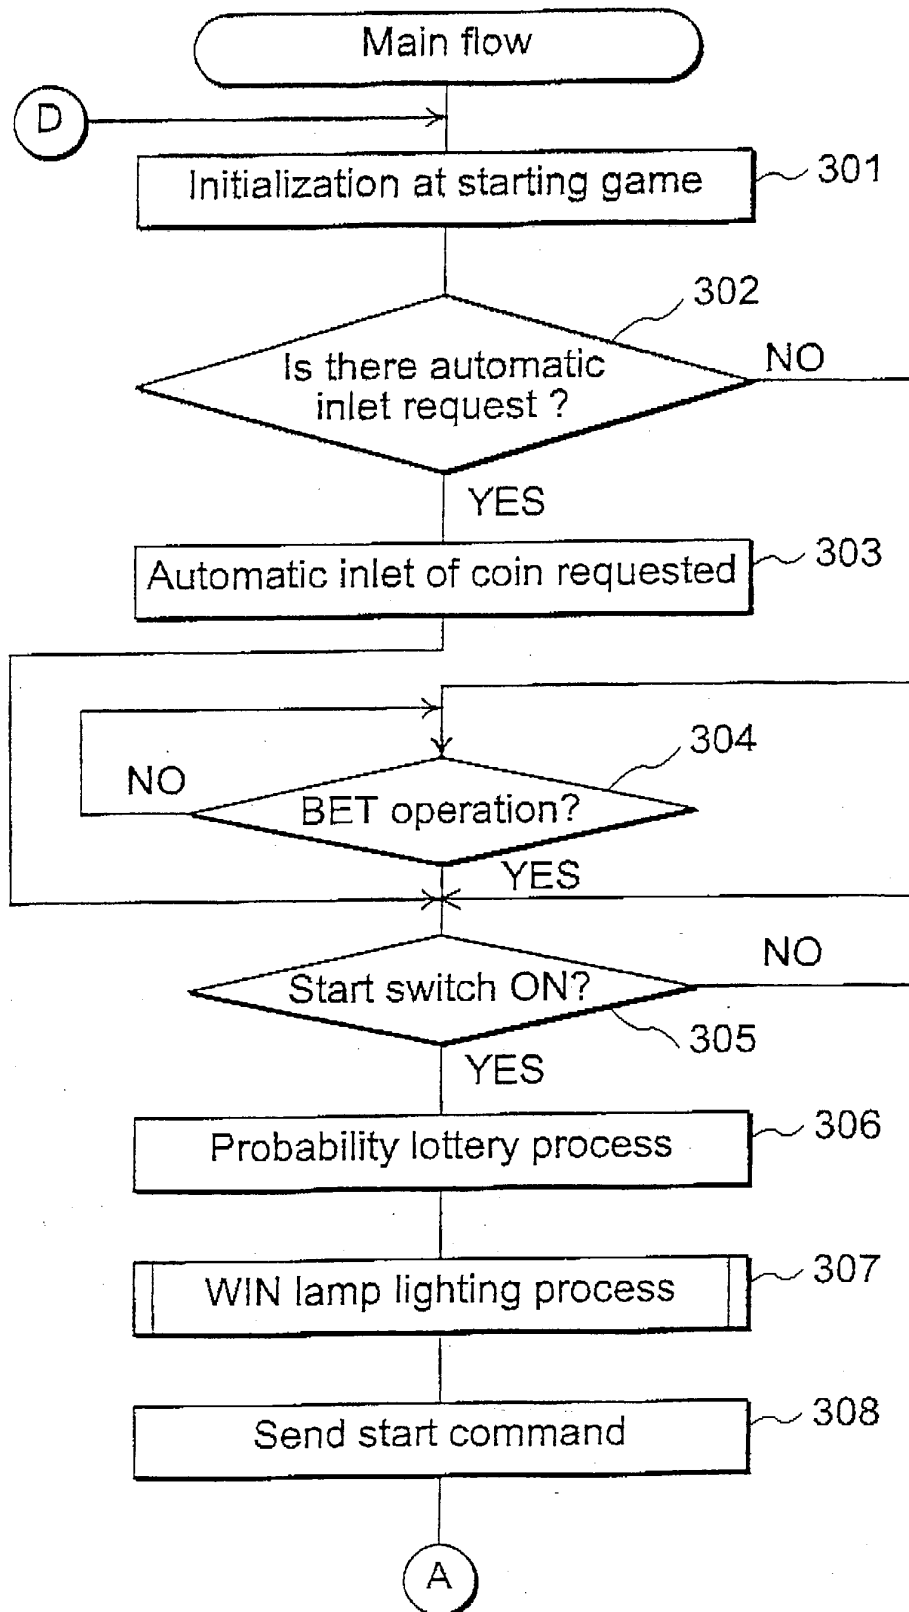 Main flow
D
Initialization at starting game
301
302
Is there automatic
inlet request ?
NO
YES
Automatic inlet of coin requested
303
304
NO
BET operation?
YES
NO
Start switch ON?
305
YES
Probability lottery process
306
WIN lamp lighting process
307
Send start command
308
A